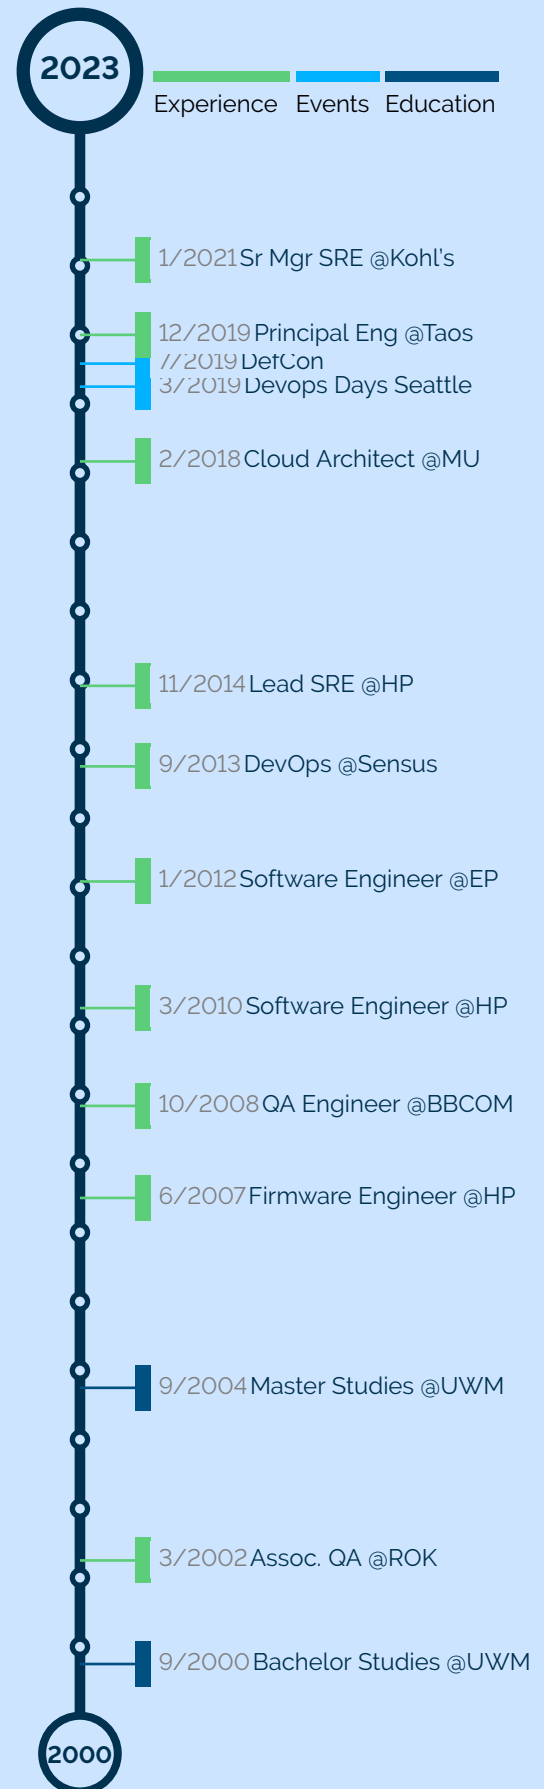 2023
Experience Events Education
1/2021 Sr Mgr SRE @Kohl's
12/2019 Principal Eng @Taos
7/2019 DefCon
3/2019 Devops Days Seattle
2/2018 Cloud Architect @MU
11/2014 Lead SRE @HP
9/2013 DevOps @Sensus
1/2012 Software Engineer @EP
3/2010 Software Engineer @HP
10/2008 QA Engineer @BBCOM
6/2007 Firmware Engineer @HP
9/2004 Master Studies @UWM
3/2002 Assoc. QA @ROK
9/2000 Bachelor Studies @UWM
2000